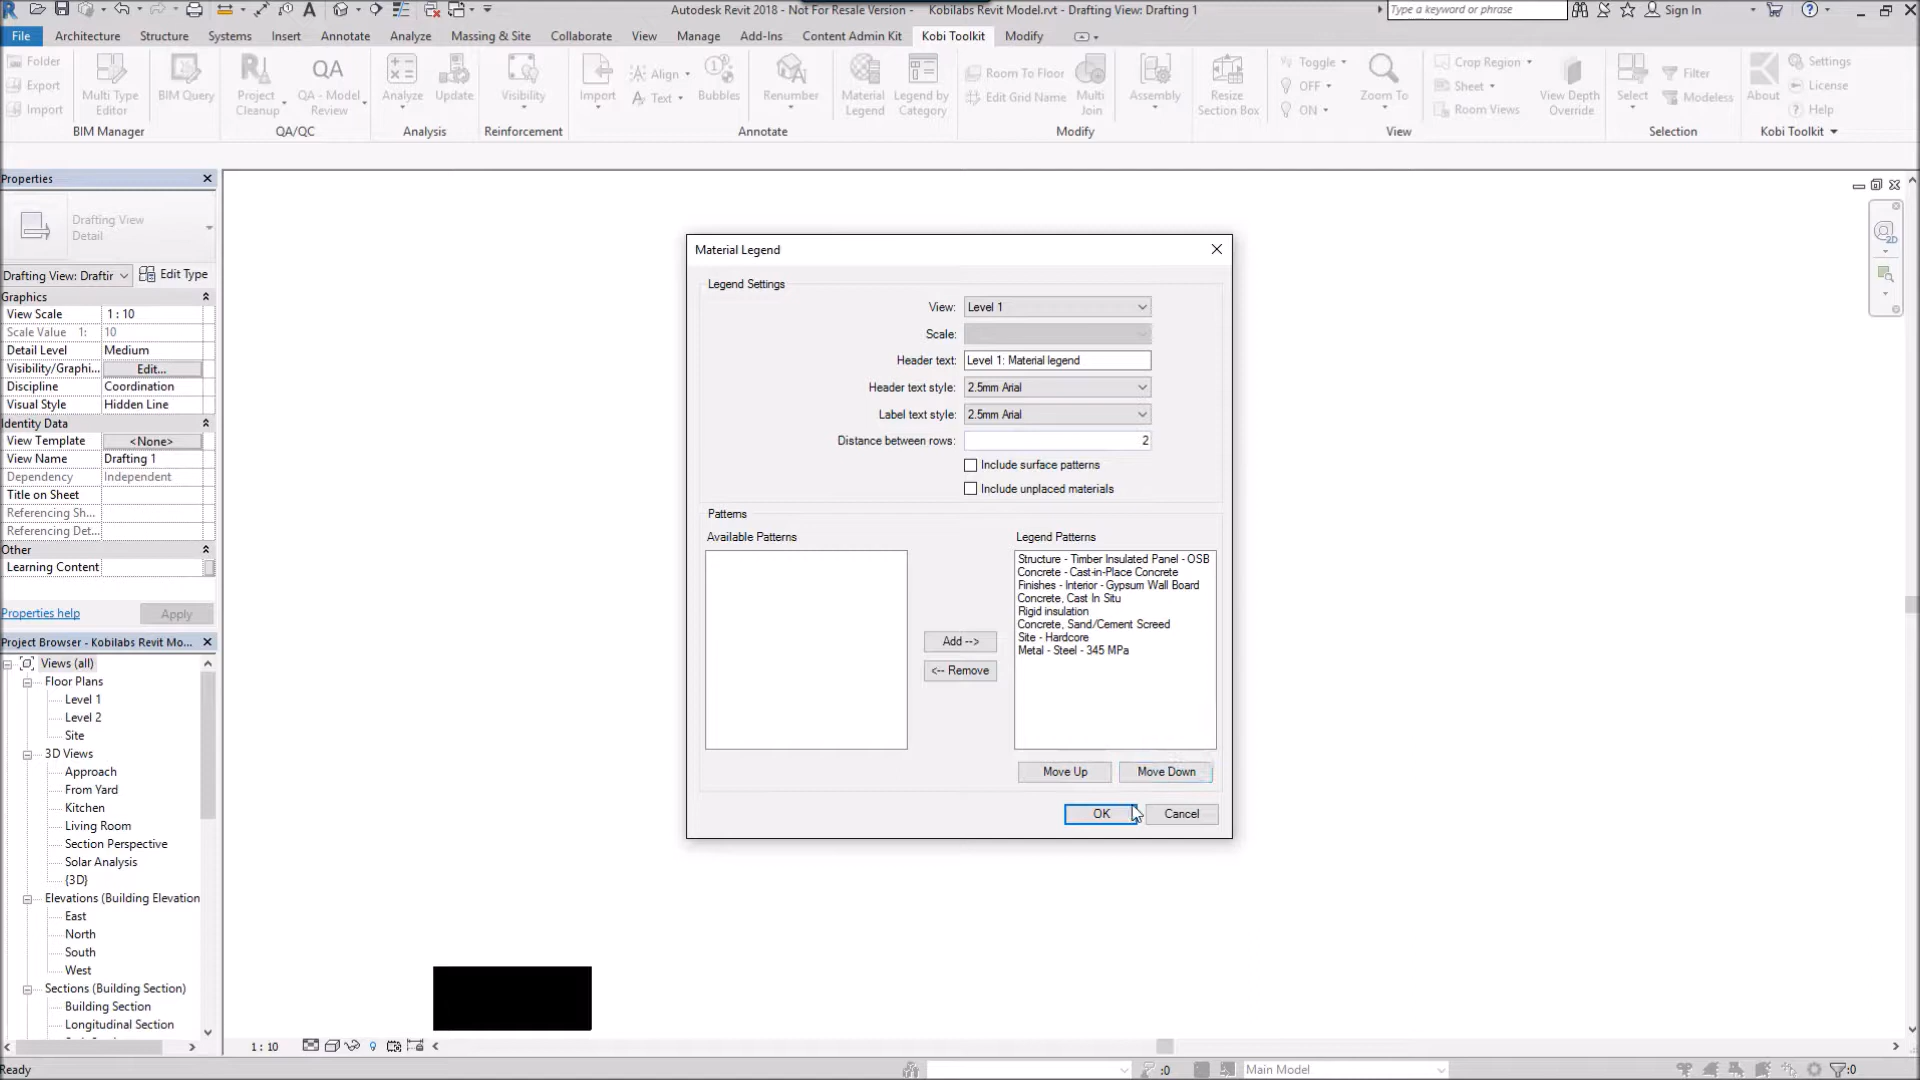 Autodesk Revit 2018 - Not For Resale Version - Kobilabs Revit Model.rvt - Drafting View: Drafting 1
Type a keyword or phrase
Sign In
File Architecture Structure Systems Insert Annotate Analyze Massing & Site Collaborate View Manage Add-Ins Content Admin Kit Kobi Toolkit Modify
Folder
Export
Import
Multi Type
Editor
BIM Query
BIM Manager
Project
Cleanup
QA - Model
Review
QA/QC
Analyze
Update
Analysis
Visibility
Reinforcement
Import
Align
Text
Bubbles
Renumber
Material
Legend
Legend by
Category
Annotate
Room To Floor
Edit Grid Name
Multi
Join
Assembly
Resize
Section Box
Modify
Toggle
OFF
ON
Zoom To
Crop Region
Sheet
Room Views
View Depth
Override
View
Select
Filter
Modeless
Selection
About
Settings
License
Help
Kobi Toolkit
Properties
Drafting View
Detail
Drafting View: Draftir
Edit Type
Graphics
View Scale 1 : 10
Scale Value 1: 10
Detail Level Medium
Visibility/Graphi... Edit...
Discipline Coordination
Visual Style Hidden Line
Identity Data
View Template <None>
View Name Drafting 1
Dependency Independent
Title on Sheet
Referencing Sh...
Referencing Det...
Other
Learning Content
Properties help
Apply
Project Browser - Kobilabs Revit Mo...
Views (all)
Floor Plans
Level 1
Level 2
Site
3D Views
Approach
From Yard
Kitchen
Living Room
Section Perspective
Solar Analysis
{3D}
Elevations (Building Elevation
East
North
South
West
Sections (Building Section)
Building Section
Longitudinal Section
Material Legend
Legend Settings
View: Level 1
Scale:
Header text: Level 1: Material legend
Header text style: 2.5mm Arial
Label text style: 2.5mm Arial
Distance between rows: 2
Include surface patterns
Include unplaced materials
Patterns
Available Patterns
Legend Patterns
Structure - Timber Insulated Panel - OSB
Concrete - Cast-in-Place Concrete
Finishes - Interior - Gypsum Wall Board
Concrete, Cast In Situ
Rigid insulation
Concrete, Sand/Cement Screed
Site - Hardcore
Metal - Steel - 345 MPa
Add -->
<-- Remove
Move Up
Move Down
OK
Cancel
2D
1 : 10
Ready
:0
Main Model
:0